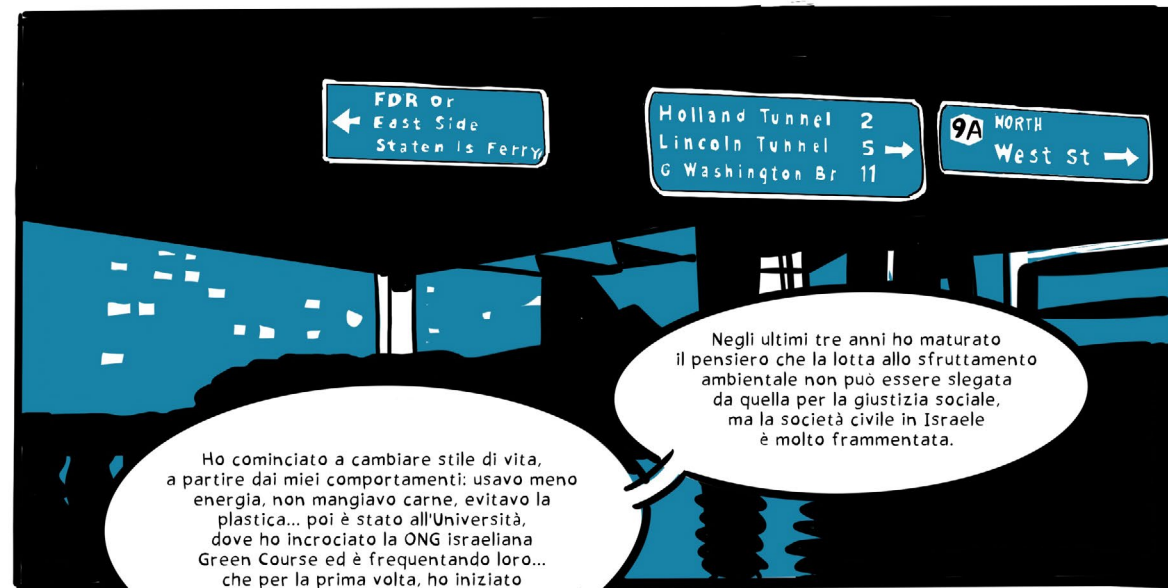 FDR Dr
East Side
Staten Is Ferry
Holland Tunnel 2
Lincoln Tunnel 5
G Washington Br 11
9A NORTH
West St
Ho cominciato a cambiare stile di vita,
a partire dai miei comportamenti: usavo meno
energia, non mangiavo carne, evitavo la
plastica... poi è stato all'Università,
dove ho incrociato la ONG israeliana
Green Course ed è frequentando loro...
che per la prima volta, ho iniziato
Negli ultimi tre anni ho maturato
il pensiero che la lotta allo sfruttamento
ambientale non può essere slegata
da quella per la giustizia sociale,
ma la società civile in Israele
è molto frammentata.